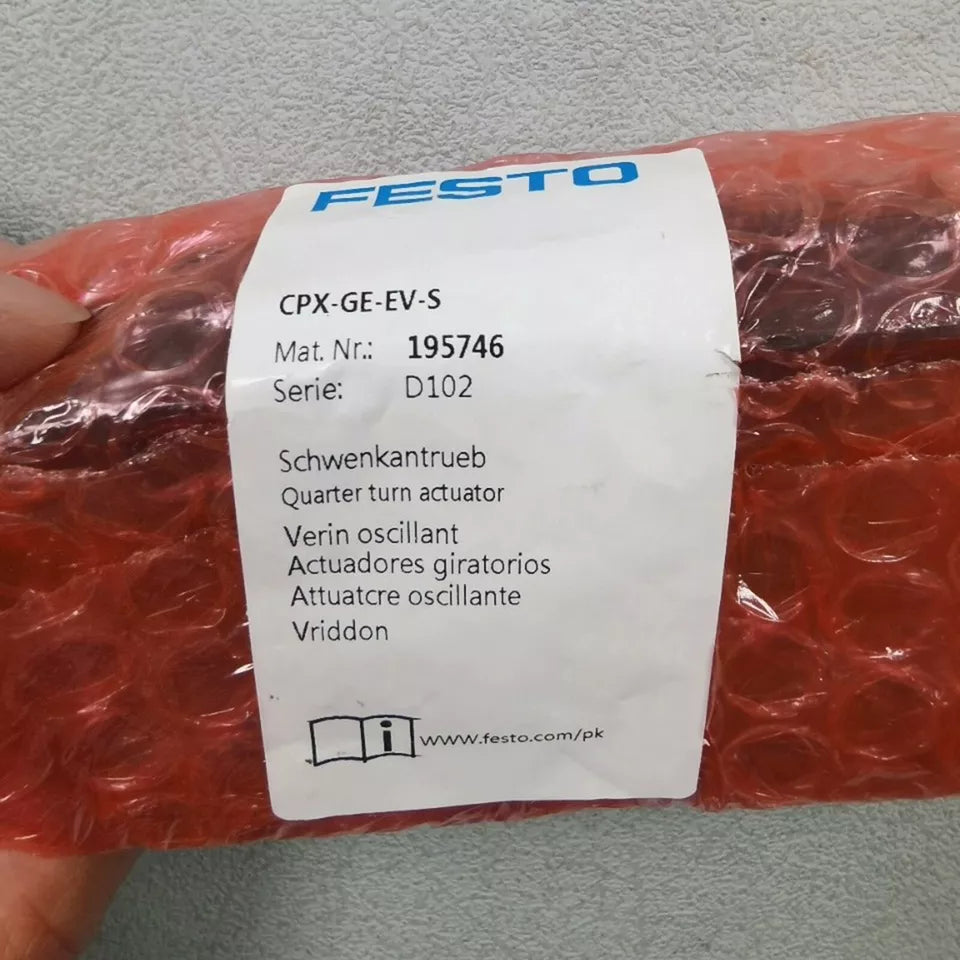 FESTO
CPX-GE-EV-S
Mat. Nr.: 195746
Serie: D102
Schwenkantrueb
Quarter turn actuator
Verin oscillant
Actuadores giratorios
Attuatcre oscillante
Vriddon
i www.festo.com/pk